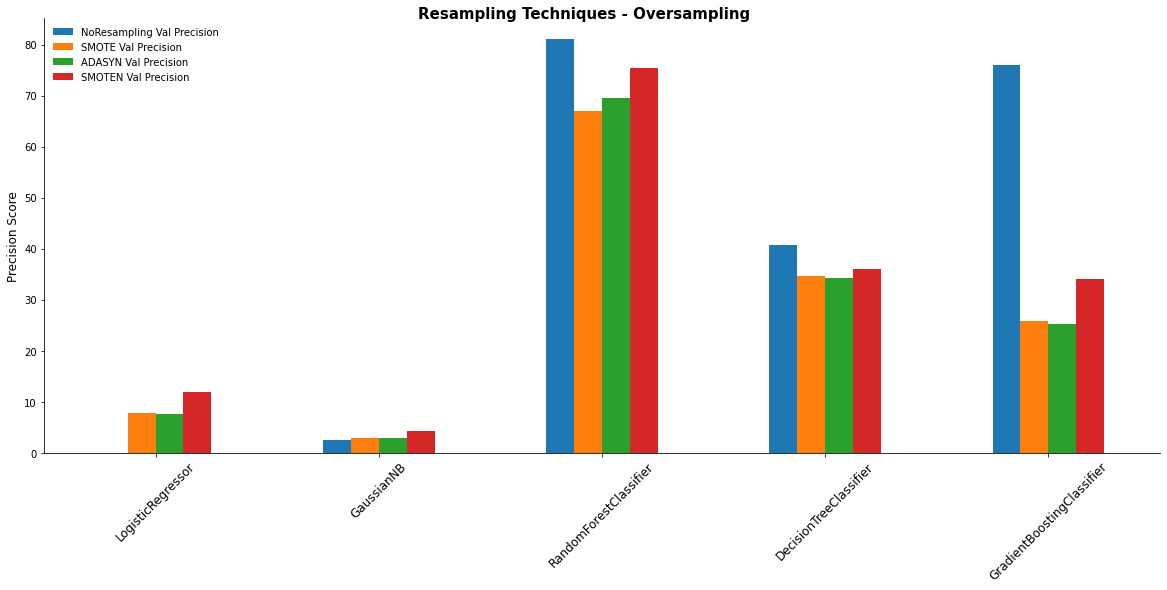 Resampling Techniques - Oversampling
NoResampling Val Precision
SMOTE Val Precision
ADASYN Val Precision
SMOTEN Val Precision
Precision Score
80
70
60
50
40
30
20
10
0
LogisticRegressor
GaussianNB
RandomForestClassifier
DecisionTreeClassifier
GradientBoostingClassifier